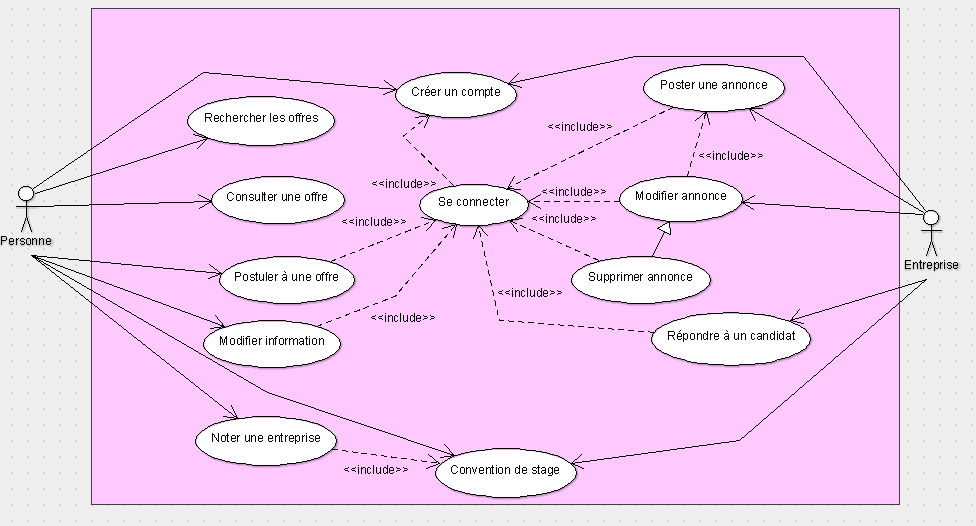 Créer un compte
Poster une annonce
Rechercher les offres
<<include>>
<<include>>
<<include>>
Consulter une offre
Se connecter
<<include>>
Modifier annonce
<<include>>
<<include>>
Personne
Entreprise
Postuler à une offre
Supprimer annonce
<<include>>
<<include>>
Modifier information
Répondre à un candidat
Noter une entreprise
<<include>>
Convention de stage